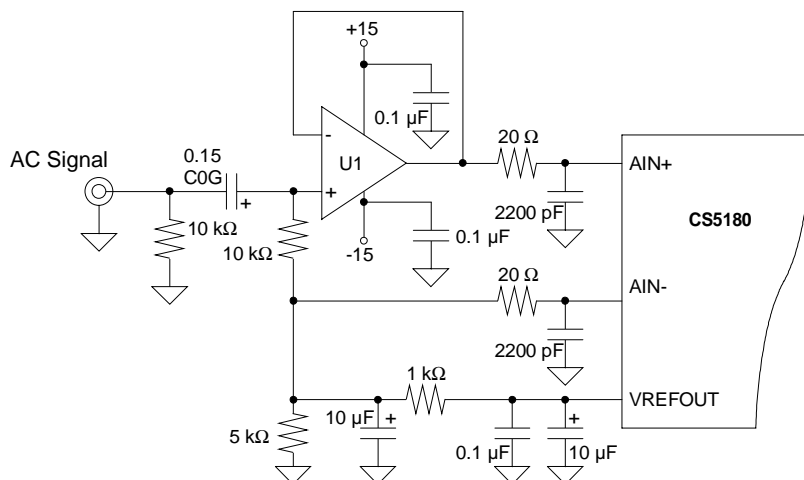 +15
0.1 µF
-
U1
+
-15
0.1 µF
AC Signal
0.15
C0G
+
10 kΩ
10 kΩ
20 Ω
AIN+
2200 pF
CS5180
20 Ω
AIN-
2200 pF
1 kΩ
VREFOUT
10 µF
+
5 kΩ
0.1 µF
+
10 µF